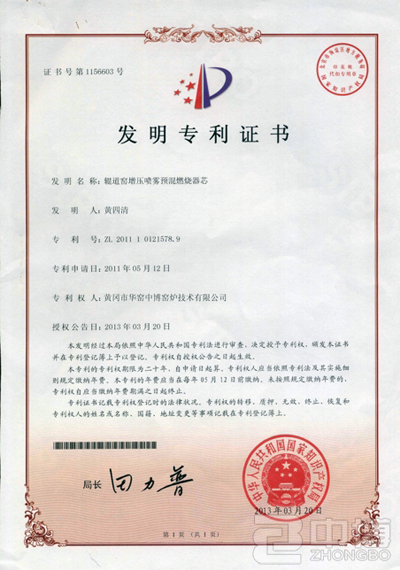 证书号第1156603号
发明专利证书
发明名称：辊道窑增压喷雾预混燃烧器芯
发明人：黄四清
专利号：ZL 2011 1 0121578.9
专利申请日：2011年05月12日
专利权人：黄冈市华窑中博窑炉技术有限公司
授权公告日：2013年03月20日
本发明经过本局依照中华人民共和国专利法进行审查，决定授予专利权，颁发本证书
并在专利登记簿上予以登记。专利权自授权公告之日起生效。
本专利的专利权期限为二十年，自申请日起算。专利权人应当依照专利法及其实施细
则规定缴纳年费。本专利的年费应当在每年05月12日前缴纳。未按照规定缴纳年费的，
专利权自应当缴纳年费期满之日起终止。
专利证书记载专利权登记时的法律状况。专利权的转移、质押、无效、终止、恢复和
专利权人的姓名或名称、国籍、地址变更等事项记载在专利登记簿上。
局长
田力普
中华人民共和国国家知识产权局
2013年03月20日
第1页（共1页）
中博
ZHONGBO